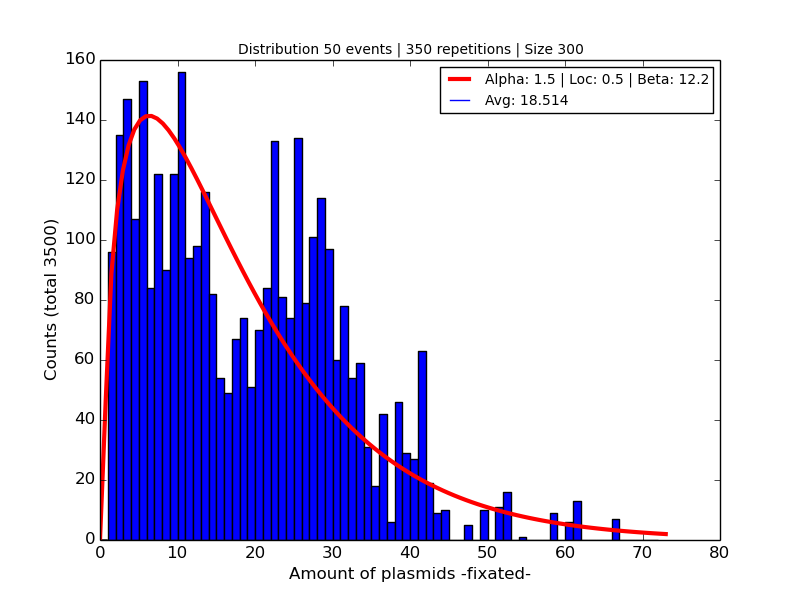 Distribution 50 events | 350 repetitions | Size 300
Alpha: 1.5 | Loc: 0.5 | Beta: 12.2
Avg: 18.514
160
140
120
100
80
60
40
20
0
Counts (total 3500)
0 10 20 30 40 50 60 70 80
Amount of plasmids -fixated-